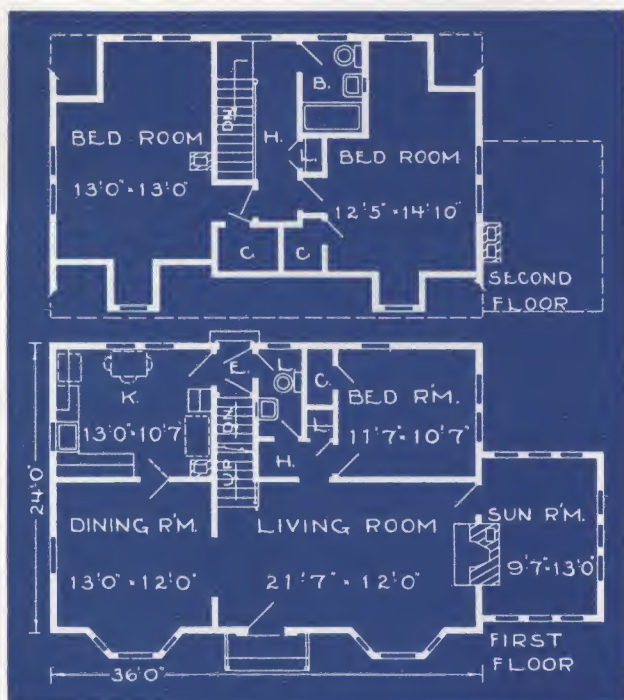 BED ROOM
13'0" × 13'0"
DN
H.
B.
L.
BED ROOM
12'5" × 14'10"
C.
C.
SECOND
FLOOR
E.
L.
C.
K.
13'0" × 10'7"
DN
UP
BED R'M.
11'7" × 10'7"
L.
H.
24'0"
DINING R'M.
13'0" × 12'0"
LIVING ROOM
21'7" × 12'0"
SUN R'M.
9'7" × 13'0"
FIRST
FLOOR
36'0"